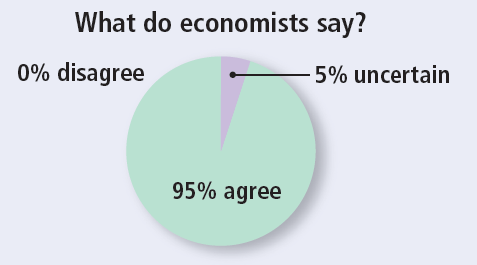 What do economists say?
0% disagree
5% uncertain
95% agree